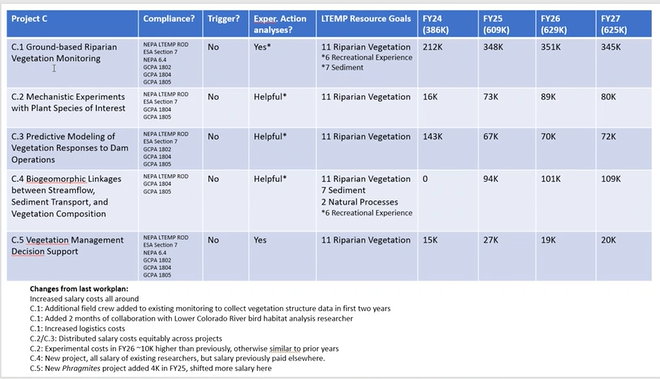 Project C
Compliance?
Trigger?
Exper. Action
analyses?
LTEMP Resource Goals
FY24
(386K)
FY25
(609K)
FY26
(629K)
FY27
(625K)
C.1 Ground-based Riparian
Vegetation Monitoring
NEPA LTEMP ROD
ESA Section 7
NEPA 6.4
GCPA 1802
GCPA 1804
GCPA 1805
No
Yes*
11 Riparian Vegetation
*6 Recreational Experience
*7 Sediment
212K
348K
351K
345K
C.2 Mechanistic Experiments
with Plant Species of Interest
NEPA LTEMP ROD
ESA Section 7
GCPA 1804
GCPA 1805
No
Helpful*
11 Riparian Vegetation
16K
73K
89K
80K
C.3 Predictive Modeling of
Vegetation Responses to Dam
Operations
NEPA LTEMP ROD
ESA Section 7
GCPA 1802
GCPA 1804
GCPA 1805
No
Helpful*
11 Riparian Vegetation
143K
67K
70K
72K
C.4 Biogeomorphic Linkages
between Streamflow,
Sediment Transport, and
Vegetation Composition
NEPA LTEMP ROD
GCPA 1804
GCPA 1805
No
Helpful*
11 Riparian Vegetation
7 Sediment
2 Natural Processes
*6 Recreational Experience
0
94K
101K
109K
C.5 Vegetation Management
Decision Support
NEPA LTEMP ROD
ESA Section 7
NEPA 6.4
GCPA 1802
GCPA 1804
GCPA 1805
No
Yes
11 Riparian Vegetation
15K
27K
19K
20K
Changes from last workplan:
Increased salary costs all around
C.1: Additional field crew added to existing monitoring to collect vegetation structure data in first two years
C.1: Added 2 months of collaboration with Lower Colorado River bird habitat analysis researcher
C.1: Increased logistics costs
C.2/C.3: Distributed salary costs equitably across projects
C.2: Experimental costs in FY26 ~10K higher than previously, otherwise similar to prior years
C.4: New project, all salary of existing researchers, but salary previously paid elsewhere.
C.5: New Phragmites project added 4K in FY25, shifted more salary here